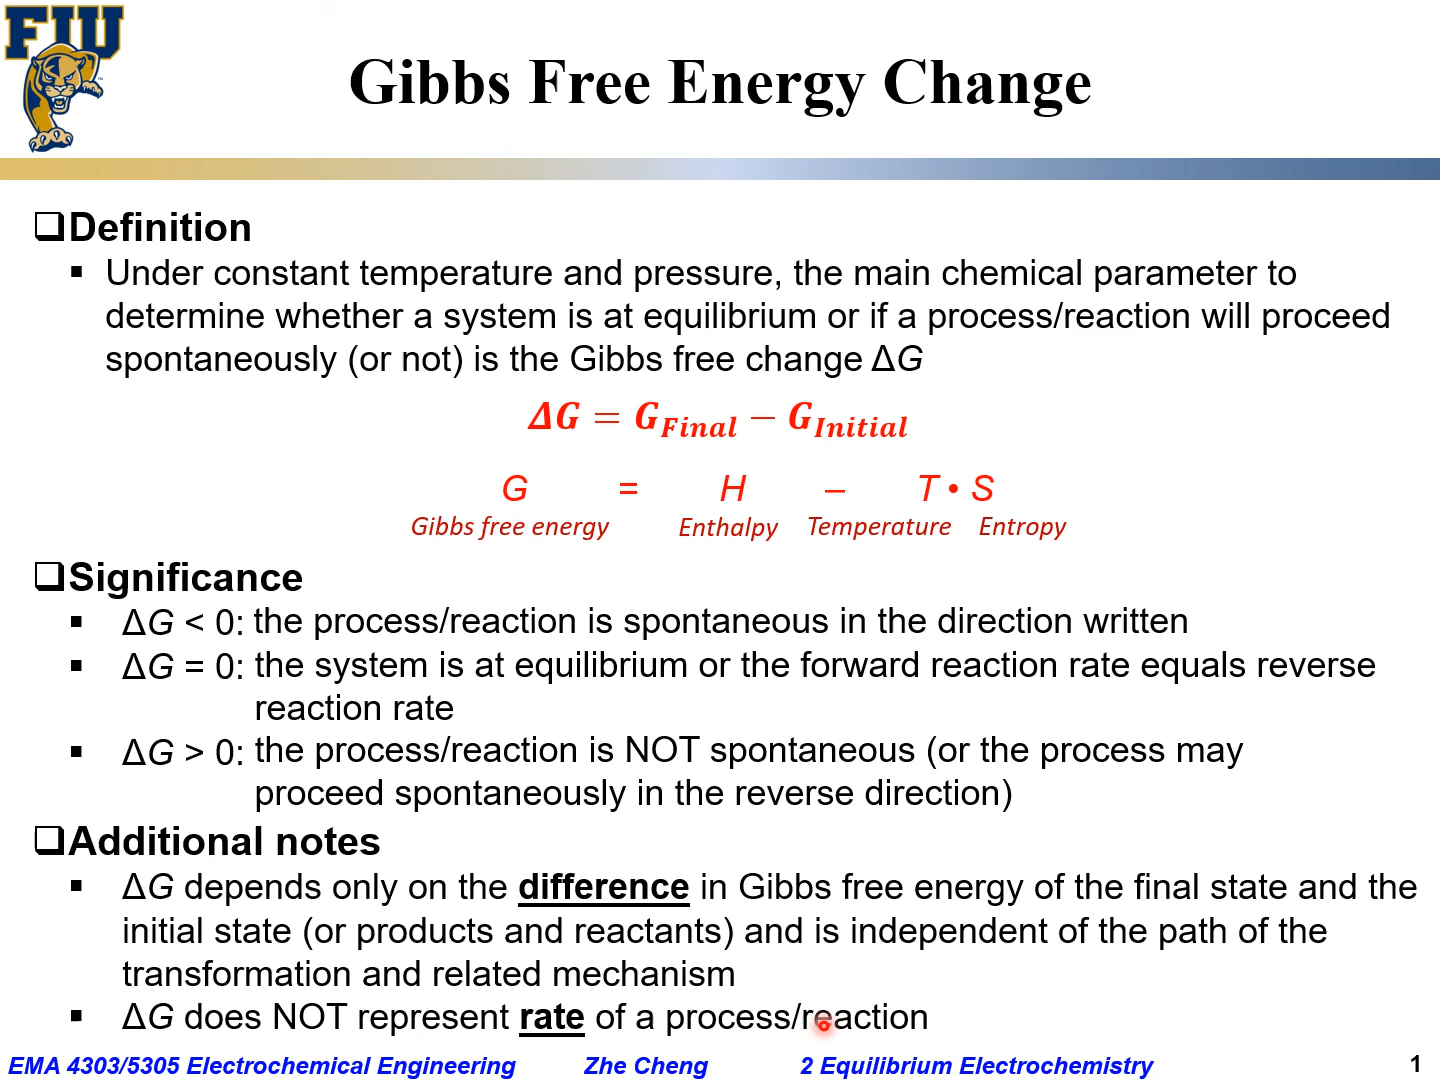 FIU
Gibbs Free Energy Change
Definition
Under constant temperature and pressure, the main chemical parameter to
determine whether a system is at equilibrium or if a process/reaction will proceed
spontaneously (or not) is the Gibbs free change ΔG
ΔG = G_Final − G_Initial
G = H – T • S
Gibbs free energy Enthalpy Temperature Entropy
Significance
ΔG < 0: the process/reaction is spontaneous in the direction written
ΔG = 0: the system is at equilibrium or the forward reaction rate equals reverse
reaction rate
ΔG > 0: the process/reaction is NOT spontaneous (or the process may
proceed spontaneously in the reverse direction)
Additional notes
ΔG depends only on the difference in Gibbs free energy of the final state and the
initial state (or products and reactants) and is independent of the path of the
transformation and related mechanism
ΔG does NOT represent rate of a process/reaction
EMA 4303/5305 Electrochemical Engineering Zhe Cheng 2 Equilibrium Electrochemistry 1